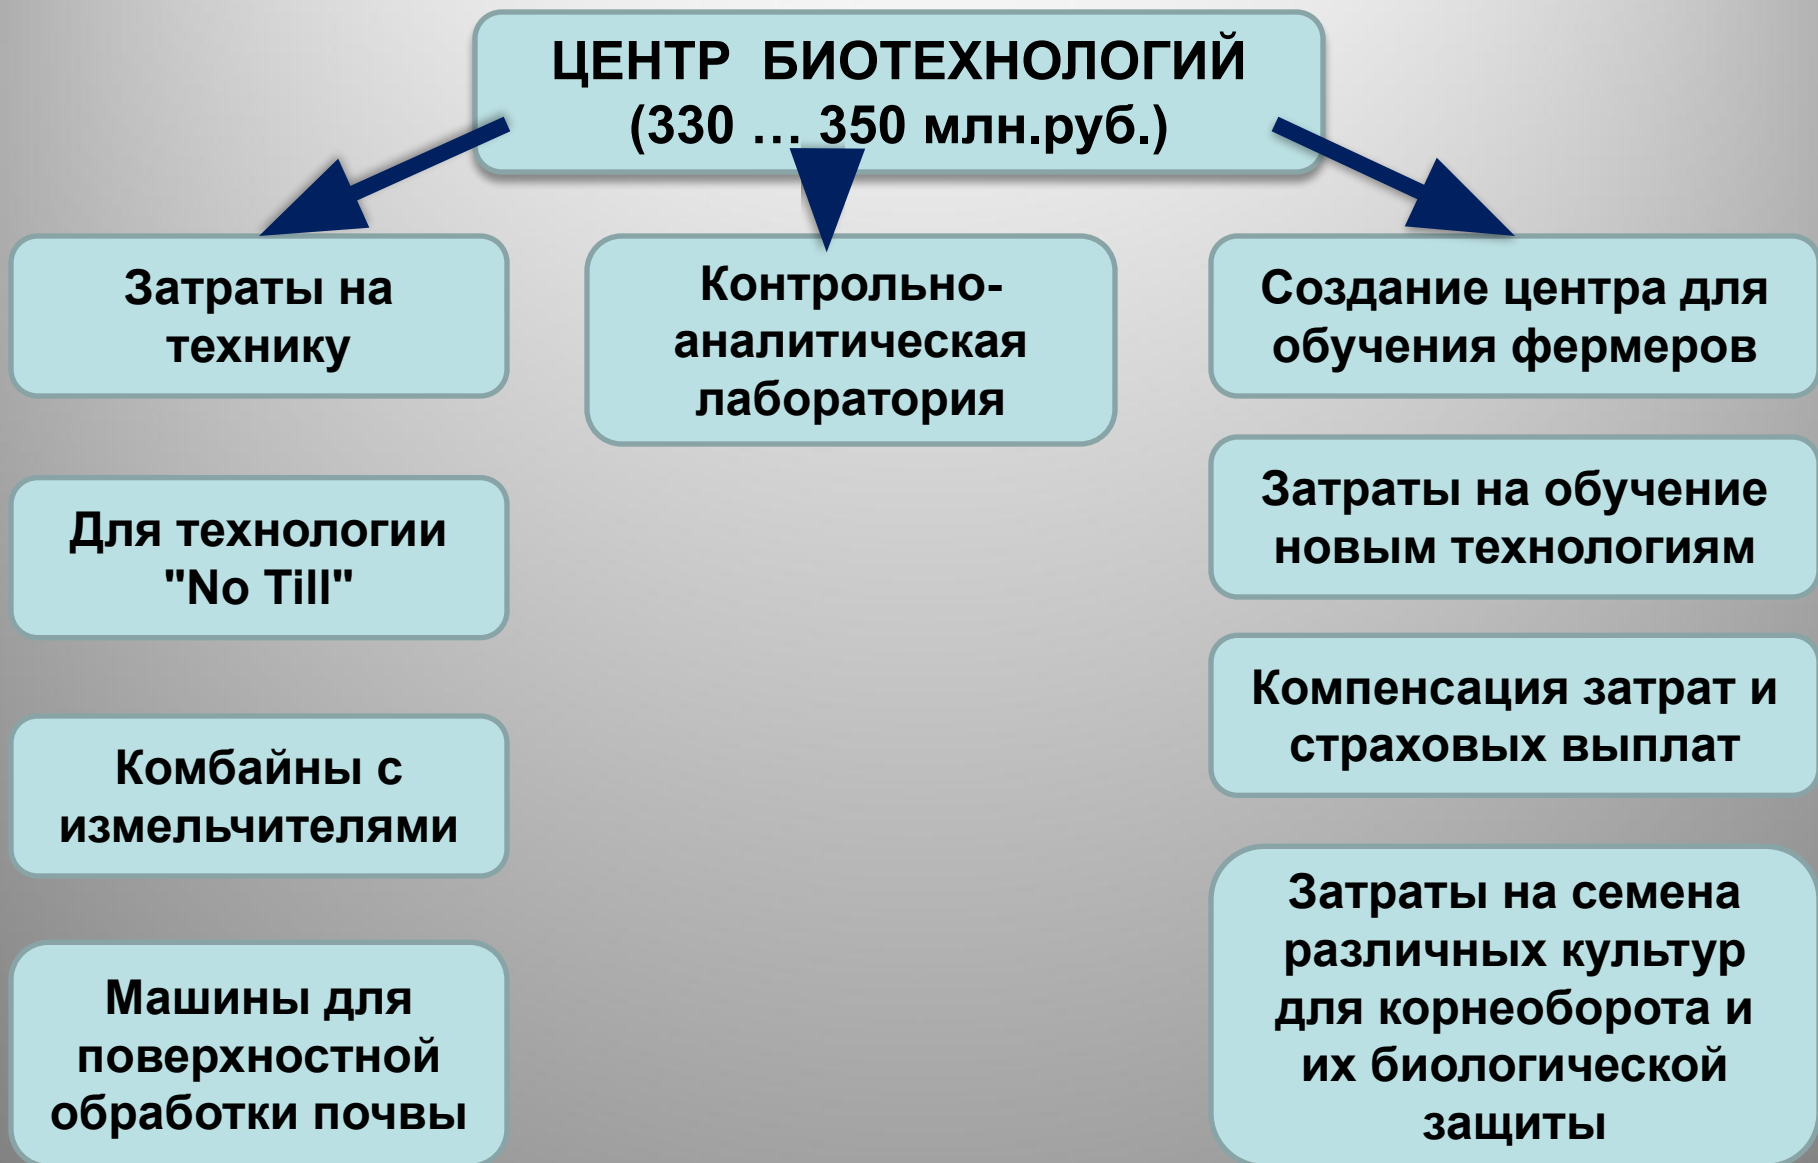 ЦЕНТР БИОТЕХНОЛОГИЙ
(330 ... 350 млн.руб.)
Затраты на
технику
Для технологии
"No Till"
Комбайны с
измельчителями
Машины для
поверхностной
обработки почвы
Контрольно-
аналитическая
лаборатория
Создание центра для
обучения фермеров
Затраты на обучение
новым технологиям
Компенсация затрат и
страховых выплат
Затраты на семена
различных культур
для корнеоборота и
их биологической
защиты